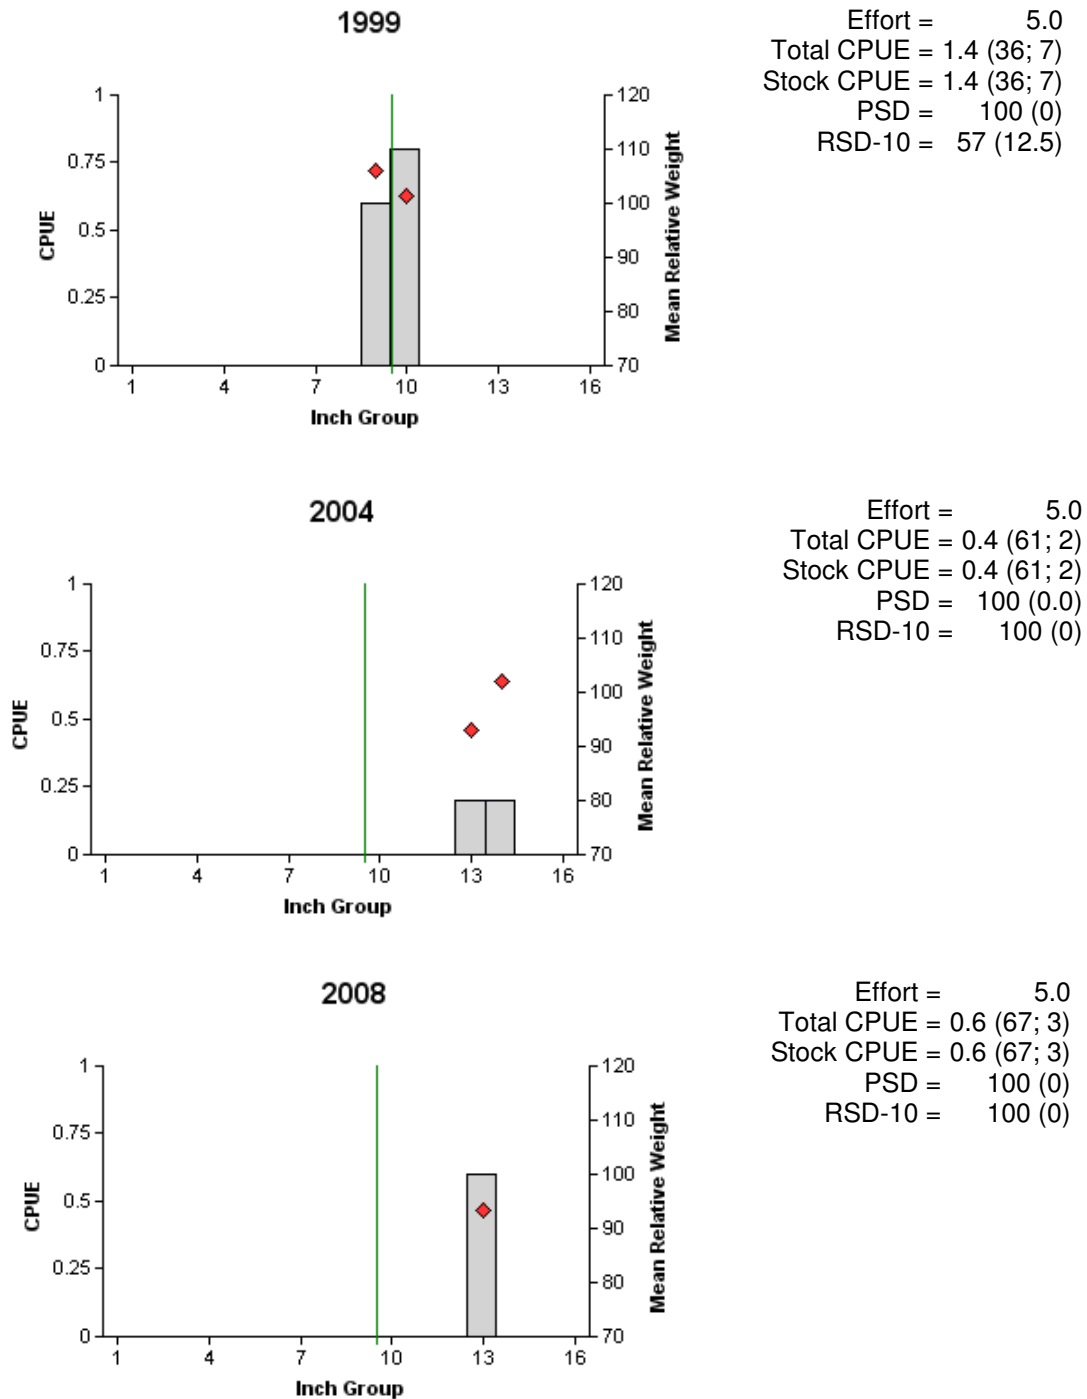 1999
Effort = 5.0
Total CPUE = 1.4 (36; 7)
Stock CPUE = 1.4 (36; 7)
PSD = 100 (0)
RSD-10 = 57 (12.5)
1
0.75
0.5
0.25
0
CPUE
120
110
100
90
80
70
Mean Relative Weight
1 4 7 10 13 16
Inch Group
2004
Effort = 5.0
Total CPUE = 0.4 (61; 2)
Stock CPUE = 0.4 (61; 2)
PSD = 100 (0.0)
RSD-10 = 100 (0)
1
0.75
0.5
0.25
0
CPUE
120
110
100
90
80
70
Mean Relative Weight
1 4 7 10 13 16
Inch Group
2008
Effort = 5.0
Total CPUE = 0.6 (67; 3)
Stock CPUE = 0.6 (67; 3)
PSD = 100 (0)
RSD-10 = 100 (0)
1
0.75
0.5
0.25
0
CPUE
120
110
100
90
80
70
Mean Relative Weight
1 4 7 10 13 16
Inch Group